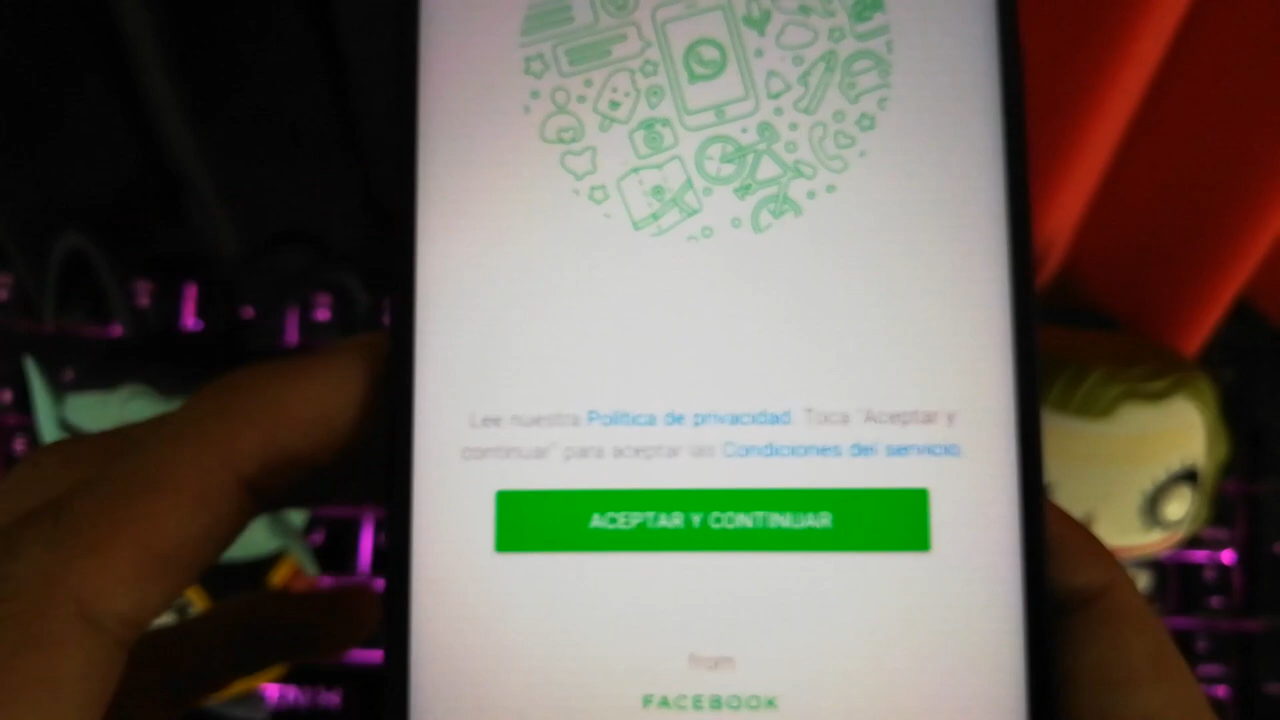 Lee nuestra Política de privacidad. Toca "Aceptar y
continuar" para aceptar las Condiciones del servicio.
ACEPTAR Y CONTINUAR
from
FACEBOOK